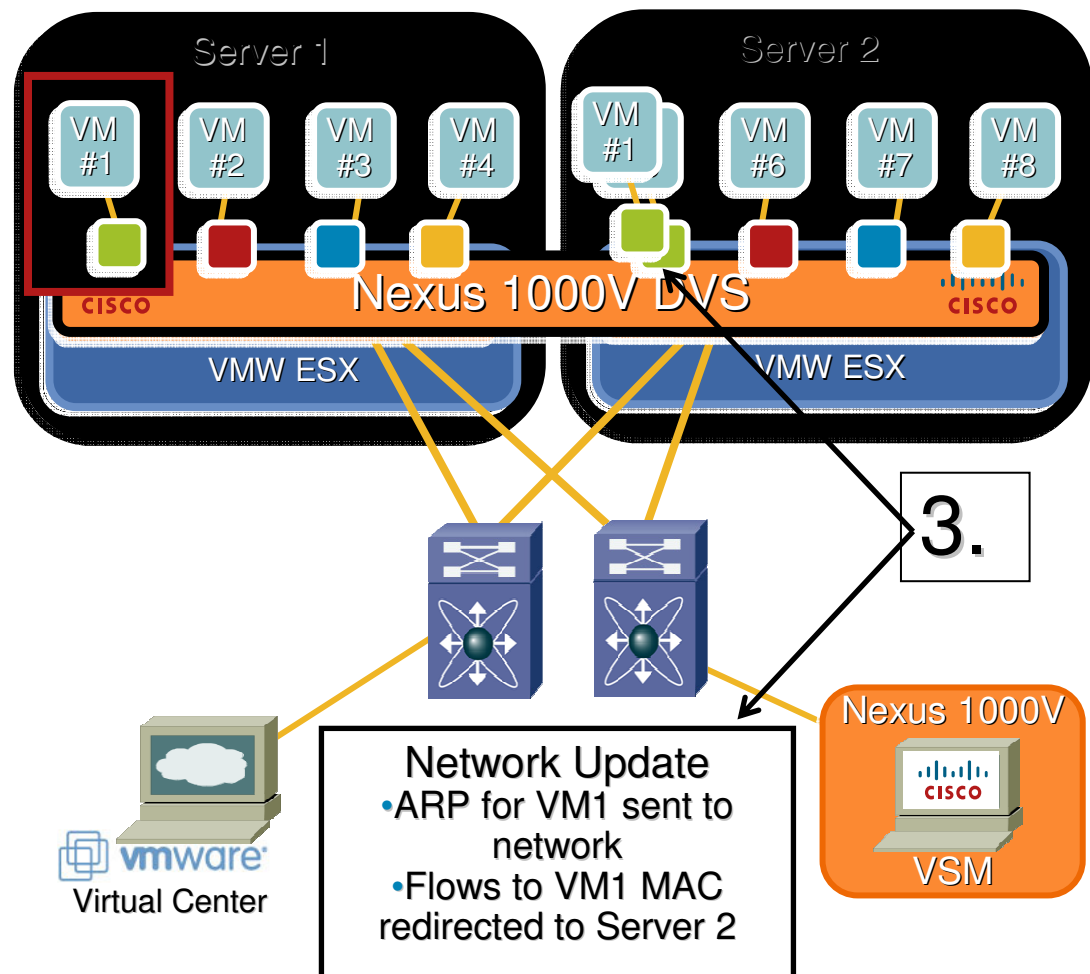 Server 1
Server 2
VM #1
VM #2
VM #3
VM #4
VM #1
VM #6
VM #7
VM #8
CISCO
Nexus 1000V DVS
CISCO
VMW ESX
VMW ESX
3.
Network Update
•ARP for VM1 sent to
network
•Flows to VM1 MAC
redirected to Server 2
vmware
Virtual Center
Nexus 1000V
CISCO
VSM